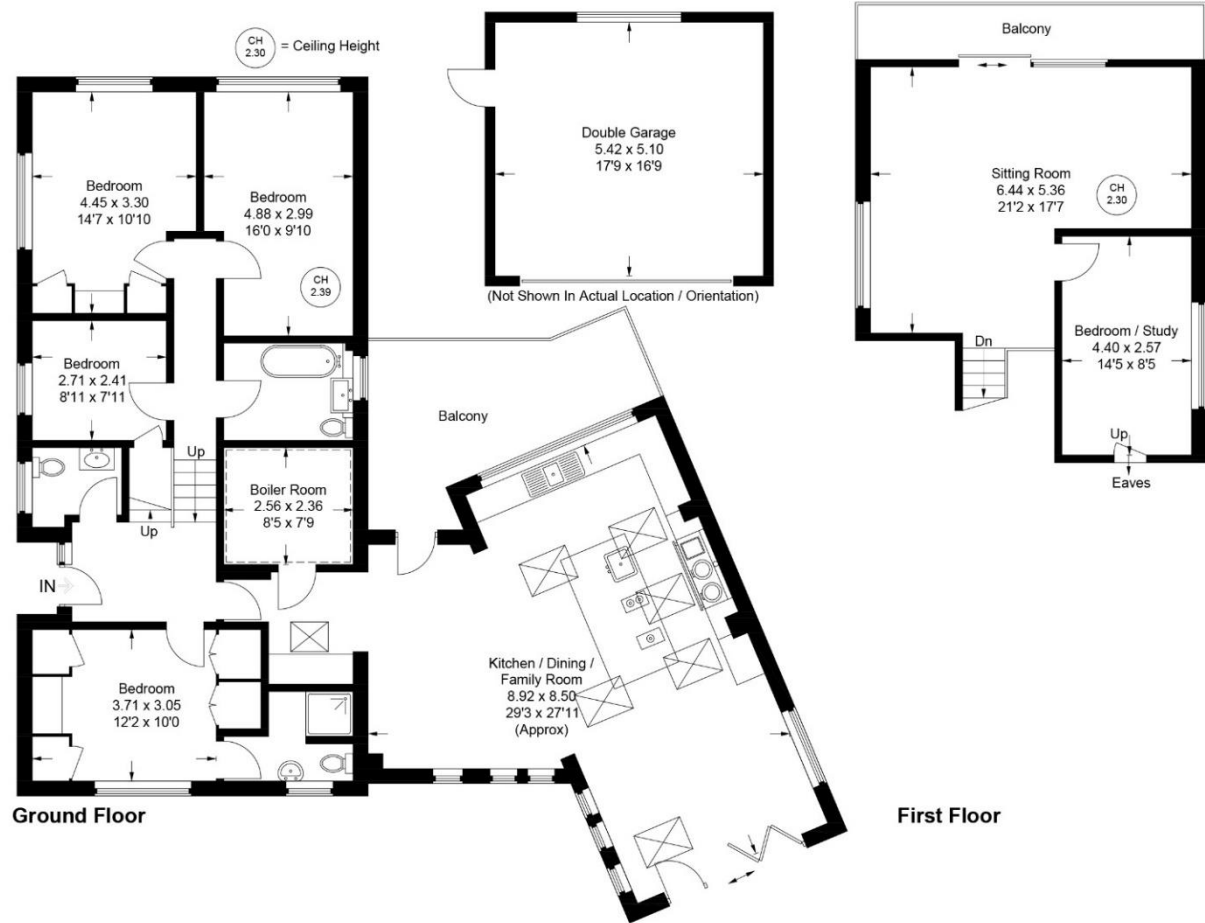 CH
2.30
= Ceiling Height
Bedroom
4.45 x 3.30
14'7 x 10'10
Bedroom
4.88 x 2.99
16'0 x 9'10
CH
2.39
Bedroom
2.71 x 2.41
8'11 x 7'11
Up
Up
Boiler Room
2.56 x 2.36
8'5 x 7'9
IN
Bedroom
3.71 x 3.05
12'2 x 10'0
Balcony
Kitchen / Dining /
Family Room
8.92 x 8.50
29'3 x 27'11
(Approx)
Ground Floor
Double Garage
5.42 x 5.10
17'9 x 16'9
(Not Shown In Actual Location / Orientation)
Balcony
Sitting Room
6.44 x 5.36
21'2 x 17'7
CH
2.30
Dn
Bedroom / Study
4.40 x 2.57
14'5 x 8'5
Up
Eaves
First Floor